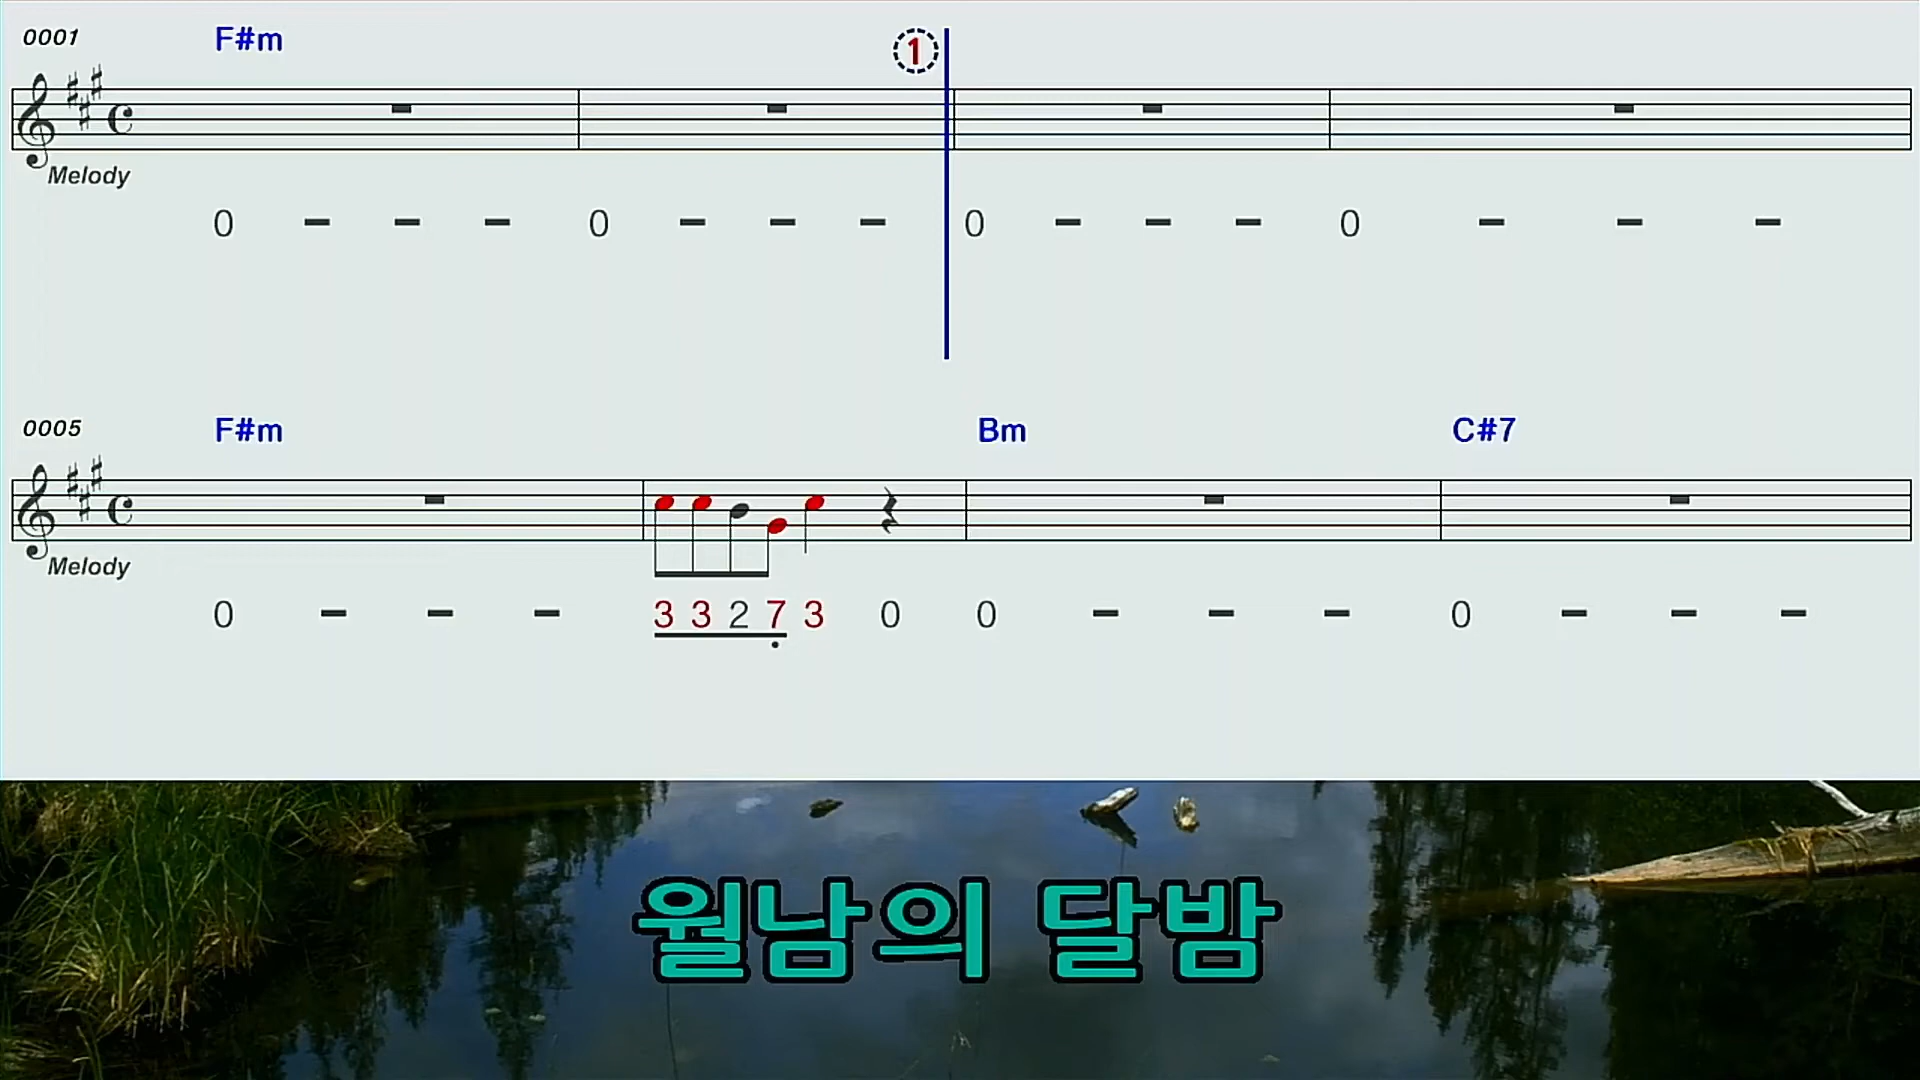 0001 F#m 1
Melody
0 - - - 0 - - - 0 - - - 0 - - -
0005 F#m Bm C#7
Melody
0 - - - 3 3 2 7 3 0 0 - - - 0 - - -
월남의 달밤